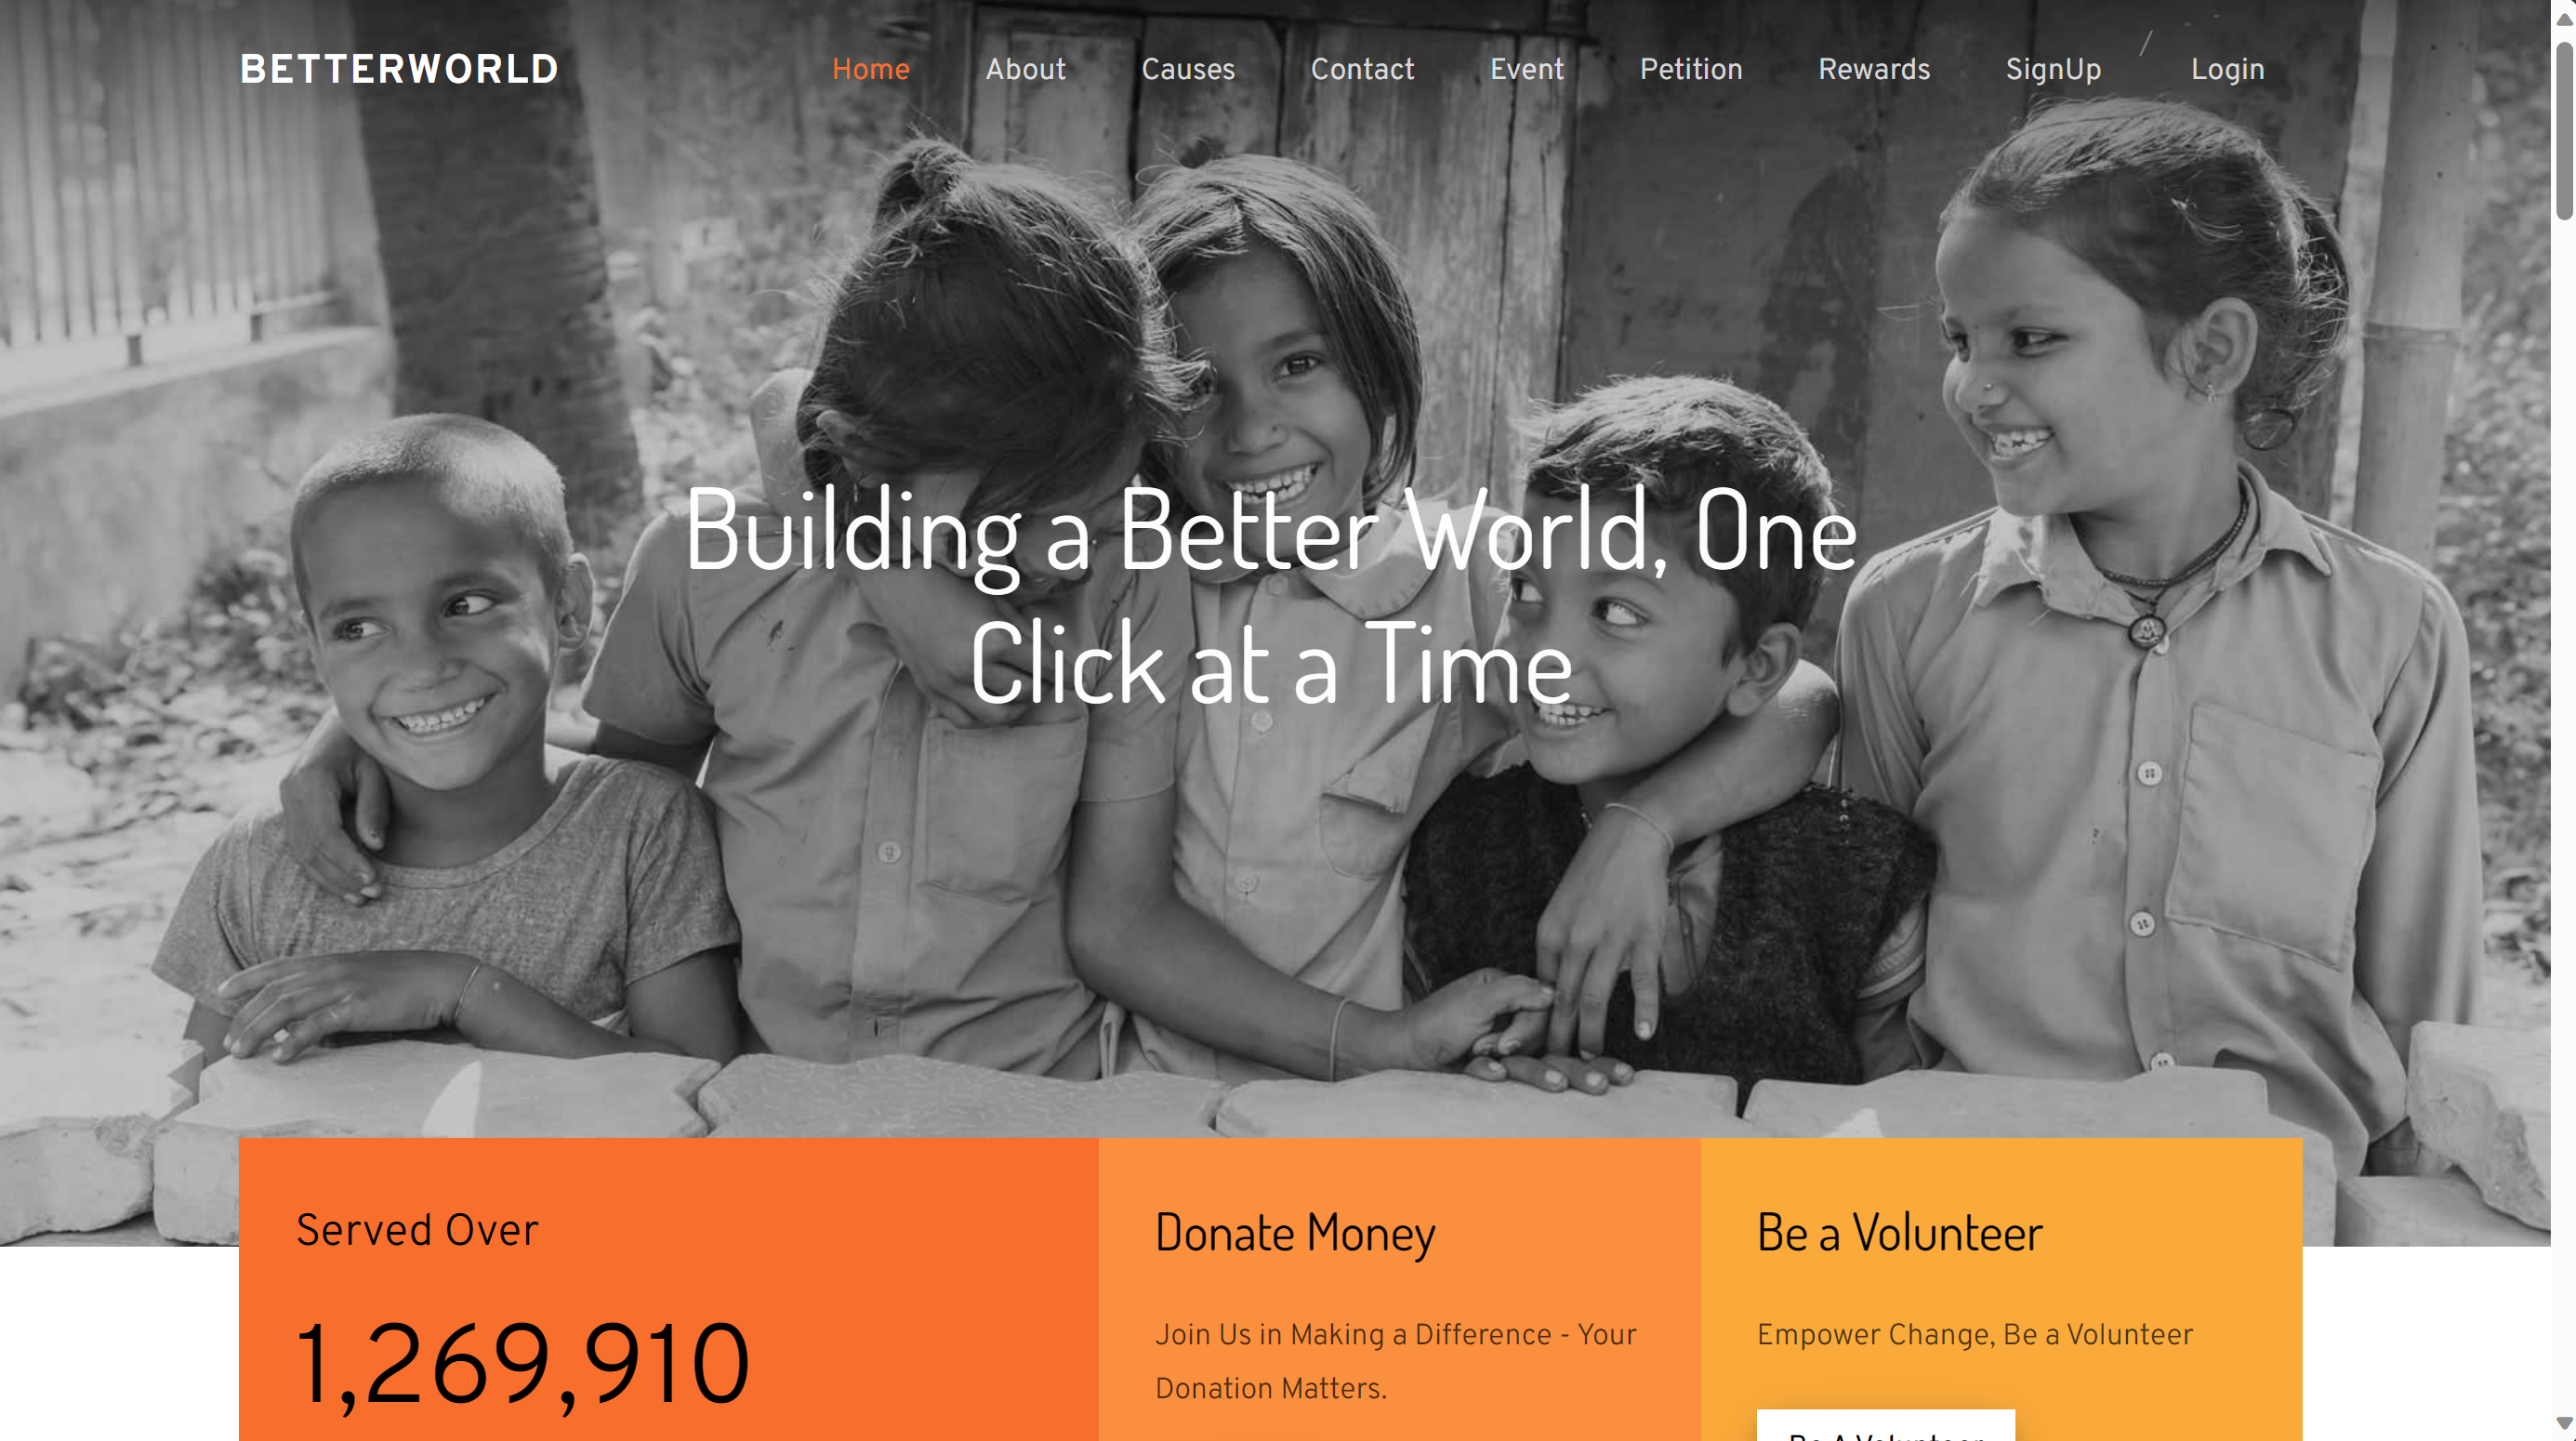 BETTERWORLD
Home About Causes Contact Event Petition Rewards SignUp / Login
Building a Better World, One
Click at a Time
Served Over
1,269,910
Donate Money
Join Us in Making a Difference - Your
Donation Matters.
Be a Volunteer
Empower Change, Be a Volunteer
Be A Volunteer